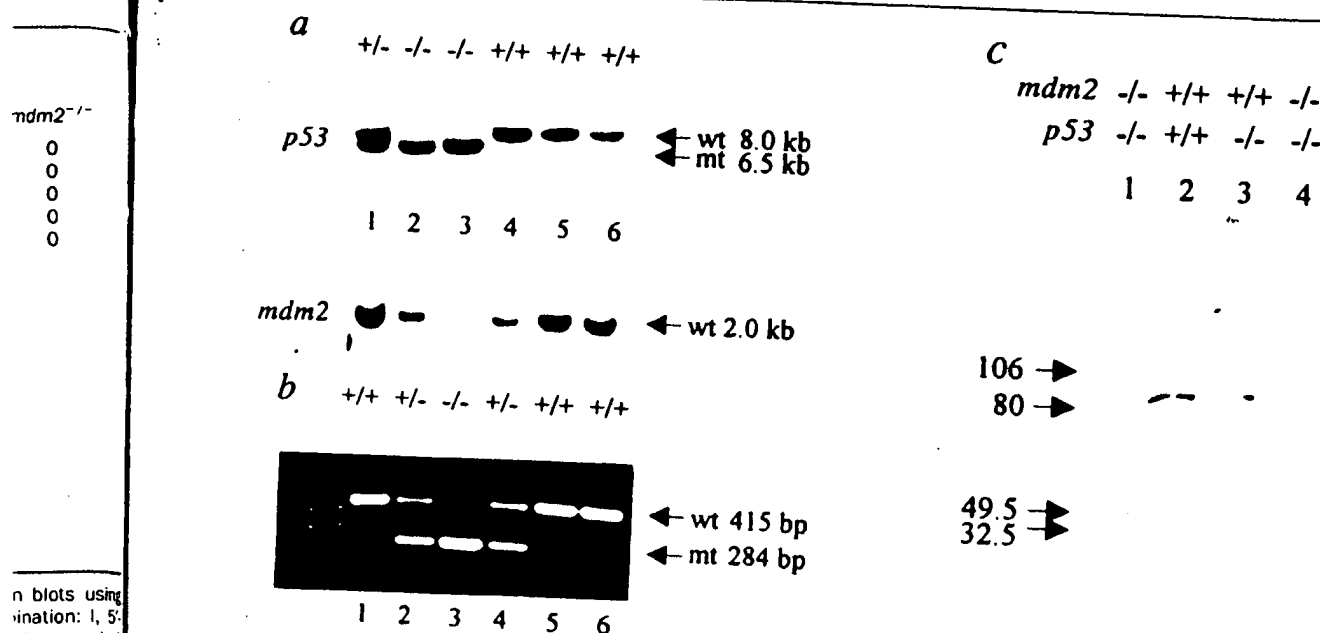 mdm2⁻/⁻
0
0
0
0
0
n blots using
a
+/- -/- -/- +/+ +/+ +/+
p53
wt 8.0 kb
mt 6.5 kb
1 2 3 4 5 6
mdm2
wt 2.0 kb
b
+/+ +/- -/- +/- +/+ +/+
wt 415 bp
mt 284 bp
1 2 3 4 5 6
c
mdm2 -/- +/+ +/+ -/-
p53 -/- +/+ -/- -/-
1 2 3 4
106
80
49.5
32.5